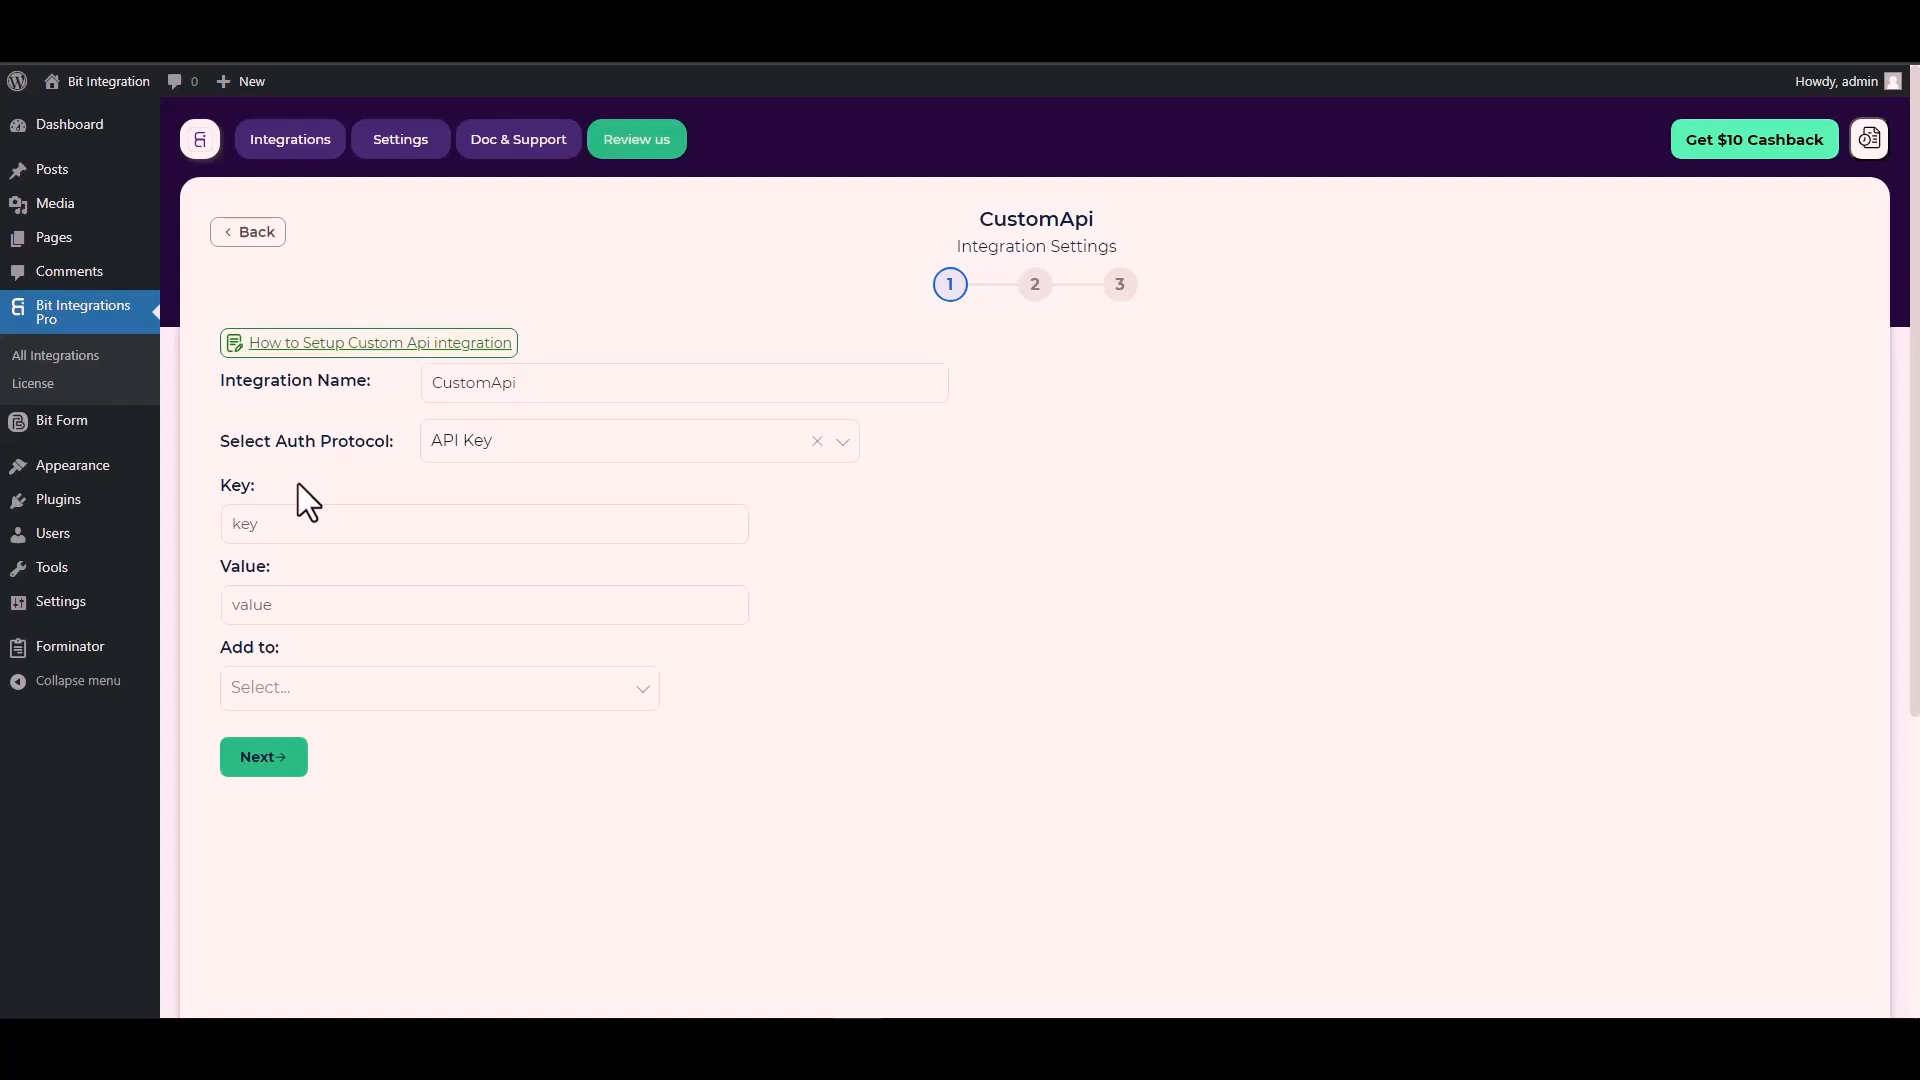 Bit Integration
0
New
Howdy, admin
Dashboard
Posts
Media
Pages
Comments
Bit Integrations
Pro
All Integrations
License
Bit Form
Appearance
Plugins
Users
Tools
Settings
Forminator
Collapse menu
Integrations
Settings
Doc & Support
Review us
Get $10 Cashback
Back
CustomApi
Integration Settings
1
2
3
How to Setup Custom Api integration
Integration Name:
CustomApi
Select Auth Protocol:
API Key
Key:
key
Value:
value
Add to:
Select...
Next→